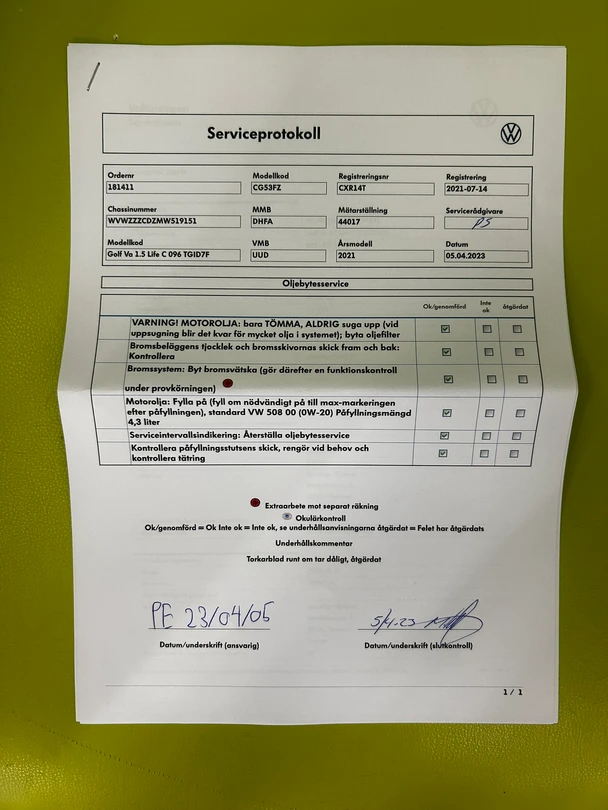 Serviceprotokoll
Ordernr Modellkod Registreringsnr Registrering
181411 CG53FZ CXR14T 2021-07-14
Chassinummer MMB Mätarställning Servicerådgivare
WVWZZZCDZMW519151 DHFA 44017 PS
Modellkod VMB Årsmodell Datum
Golf Va 1.5 Life C 096 TGID7F UUD 2021 05.04.2023
Oljebytesservice
Ok/genomförd Inte ok åtgärdat
VARNING! MOTOROLJA: bara TÖMMA, ALDRIG suga upp (vid
uppsugning blir det kvar för mycket olja i systemet); byta oljefilter
Bromsbeläggens tjocklek och bromsskivornas skick fram och bak:
Kontrollera
Bromssystem: Byt bromsvätska (gör därefter en funktionskontroll
under provkörningen)
Motorolja: Fylla på (fyll om nödvändigt på till max-markeringen
efter påfyllningen), standard VW 508 00 (0W-20) Påfyllningsmängd
4,3 liter
Serviceintervallsindikering: Återställa oljebytesservice
Kontrollera påfyllningsstutsens skick, rengör vid behov och
kontrollera tätring
Extraarbete mot separat räkning
Okulärkontroll
Ok/genomförd = Ok Inte ok = Inte ok, se underhållsanvisningarna åtgärdat = Felet har åtgärdats
Underhållskommentar
Torkarblad runt om tar dåligt, åtgärdat
PE 23/04/05 5/4-23
Datum/underskrift (ansvarig) Datum/underskrift (slutkontroll)
1 / 1